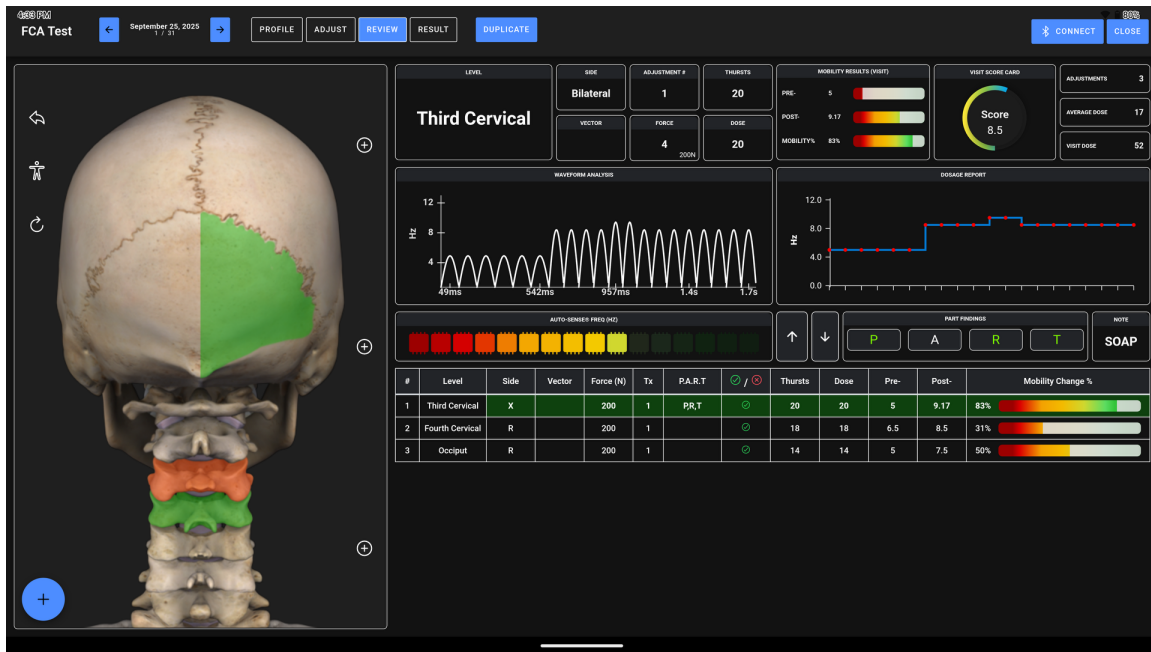 4:33 PM
80%
FCA Test
September 25, 2025
1 / 31
PROFILE
ADJUST
REVIEW
RESULT
DUPLICATE
CONNECT
CLOSE
LEVEL
Third Cervical
SIDE
Bilateral
ADJUSTMENT #
1
THURSTS
20
VECTOR
FORCE
4
200N
DOSE
20
MOBILITY RESULTS (VISIT)
PRE- 5
POST- 9.17
MOBILITY% 83%
VISIT SCORE CARD
Score
8.5
ADJUSTMENTS 3
AVERAGE DOSE 17
VISIT DOSE 52
WAVEFORM ANALYSIS
Hz
12
8
4
49ms 542ms 957ms 1.4s 1.7s
DOSAGE REPORT
Hz
12.0
8.0
4.0
0.0
AUTO-SENSE® FREQ (HZ)
PART FINDINGS
P A R T
NOTE
SOAP
# Level Side Vector Force (N) Tx P.A.R.T / Thursts Dose Pre- Post- Mobility Change %
1 Third Cervical X 200 1 P,R,T 20 20 5 9.17 83%
2 Fourth Cervical R 200 1 18 18 6.5 8.5 31%
3 Occiput R 200 1 14 14 5 7.5 50%